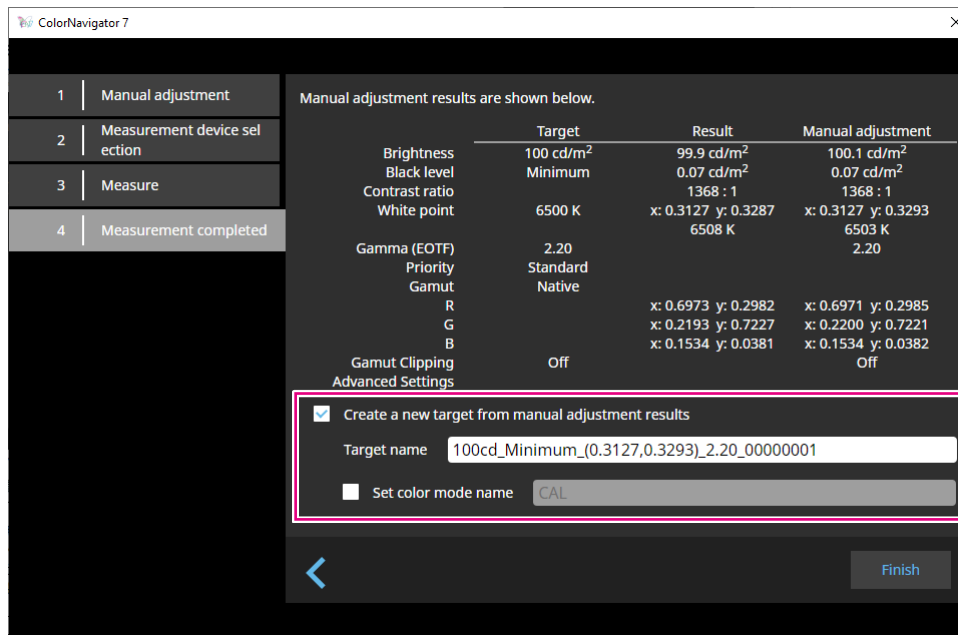 ColorNavigator 7
1 Manual adjustment
2 Measurement device sel
ection
3 Measure
4 Measurement completed
Manual adjustment results are shown below.
Target Result Manual adjustment
Brightness 100 cd/m² 99.9 cd/m² 100.1 cd/m²
Black level Minimum 0.07 cd/m² 0.07 cd/m²
Contrast ratio 1368 : 1 1368 : 1
White point 6500 K x: 0.3127 y: 0.3287 x: 0.3127 y: 0.3293
6508 K 6503 K
Gamma (EOTF) 2.20 2.20
Priority Standard
Gamut Native
R x: 0.6973 y: 0.2982 x: 0.6971 y: 0.2985
G x: 0.2193 y: 0.7227 x: 0.2200 y: 0.7221
B x: 0.1534 y: 0.0381 x: 0.1534 y: 0.0382
Gamut Clipping Off Off
Advanced Settings
Create a new target from manual adjustment results
Target name 100cd_Minimum_(0.3127,0.3293)_2.20_00000001
Set color mode name CAL
Finish